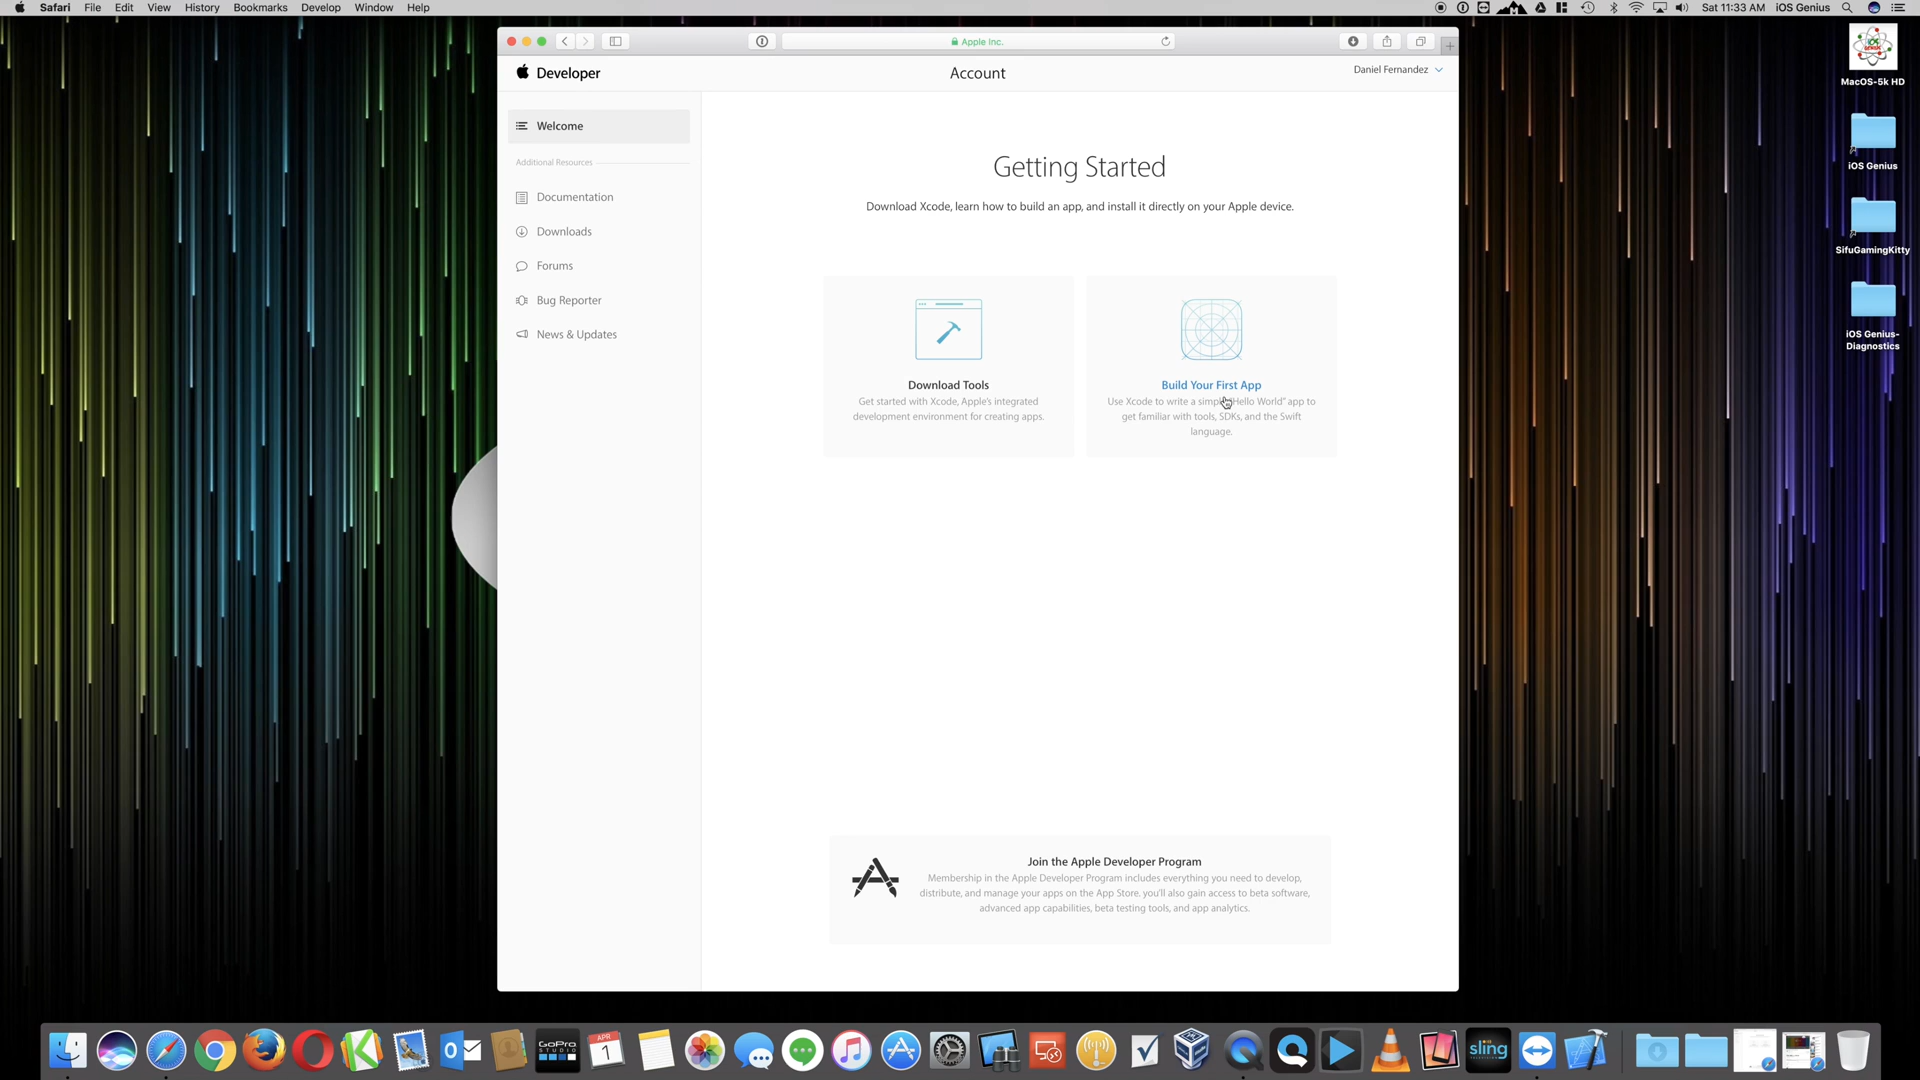 Safari File Edit View History Bookmarks Develop Window Help
Sat 11:33 AM iOS Genius
Apple Inc.
Developer
Account
Daniel Fernandez
Welcome
Additional Resources
Documentation
Downloads
Forums
Bug Reporter
News & Updates
Getting Started
Download Xcode, learn how to build an app, and install it directly on your Apple device.
Download Tools
Get started with Xcode, Apple's integrated
development environment for creating apps.
Build Your First App
Use Xcode to write a simple "Hello World" app to
get familiar with tools, SDKs, and the Swift
language.
Join the Apple Developer Program
Membership in the Apple Developer Program includes everything you need to develop,
distribute, and manage your apps on the App Store. you'll also gain access to beta software,
advanced app capabilities, beta testing tools, and app analytics.
MacOS-5k HD
iOS Genius
SifuGamingKitty
iOS Genius-
Diagnostics
GoPro
STUDIO
APR
1
sling